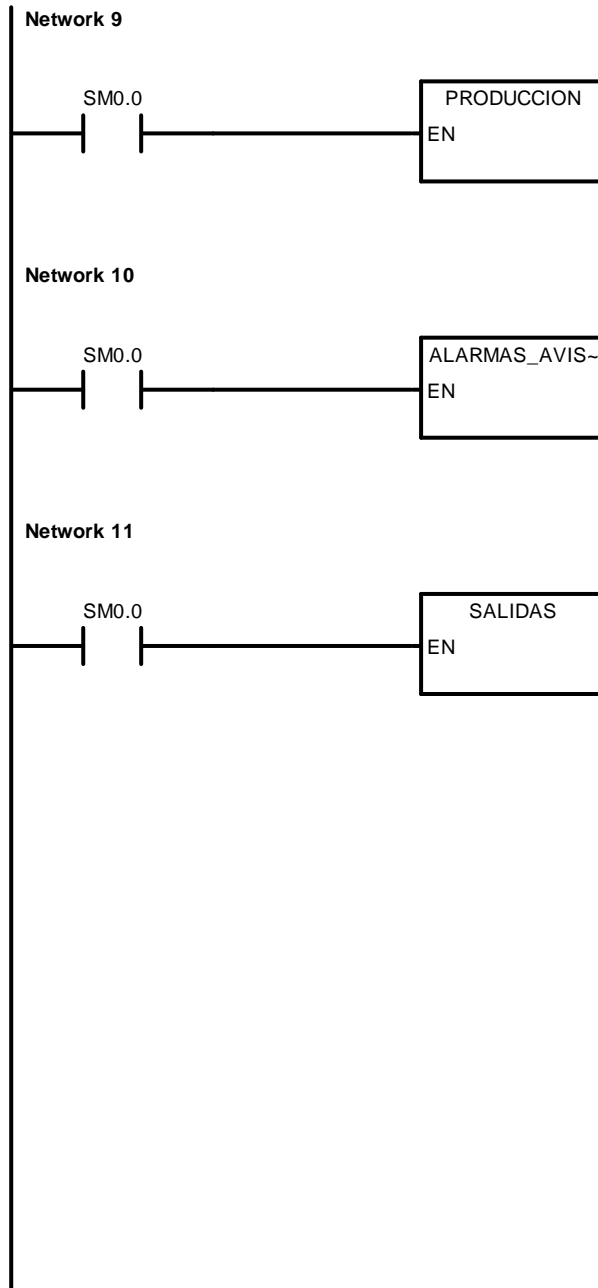 Network 9
SM0.0
PRODUCCION
EN
Network 10
SM0.0
ALARMAS_AVIS~
EN
Network 11
SM0.0
SALIDAS
EN